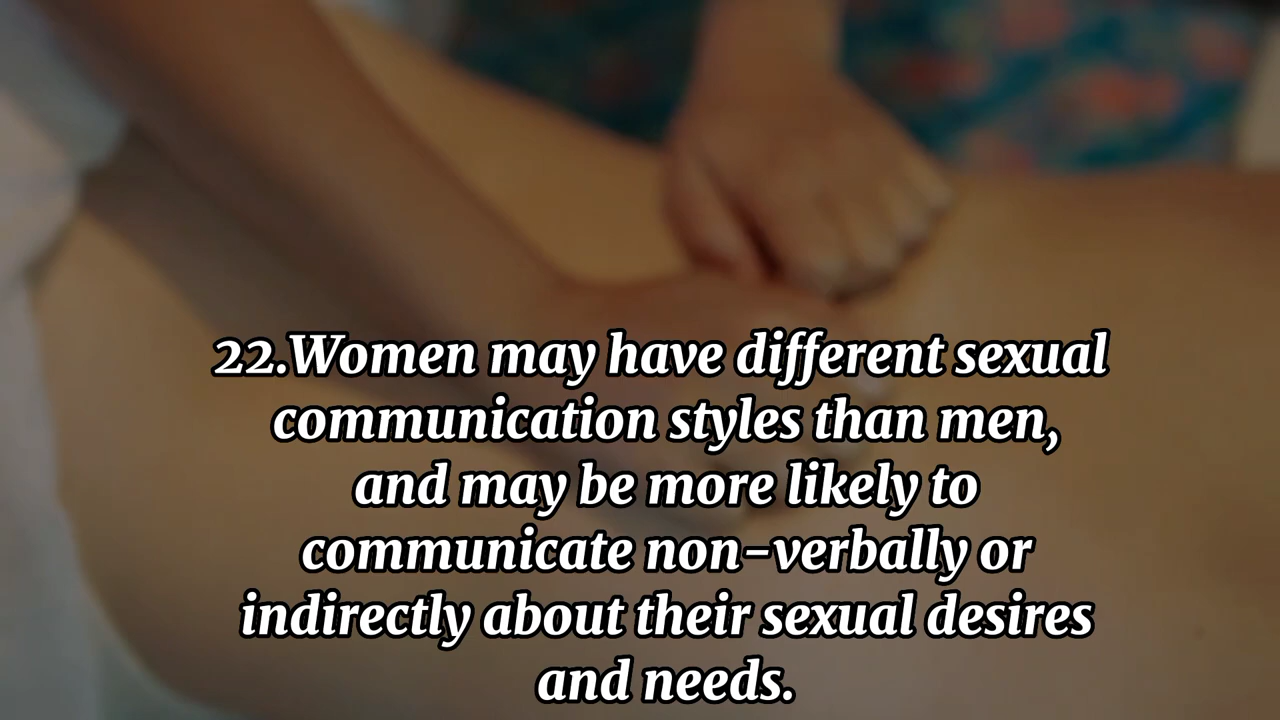 22.Women may have different sexual
communication styles than men,
and may be more likely to
communicate non-verbally or
indirectly about their sexual desires
and needs.